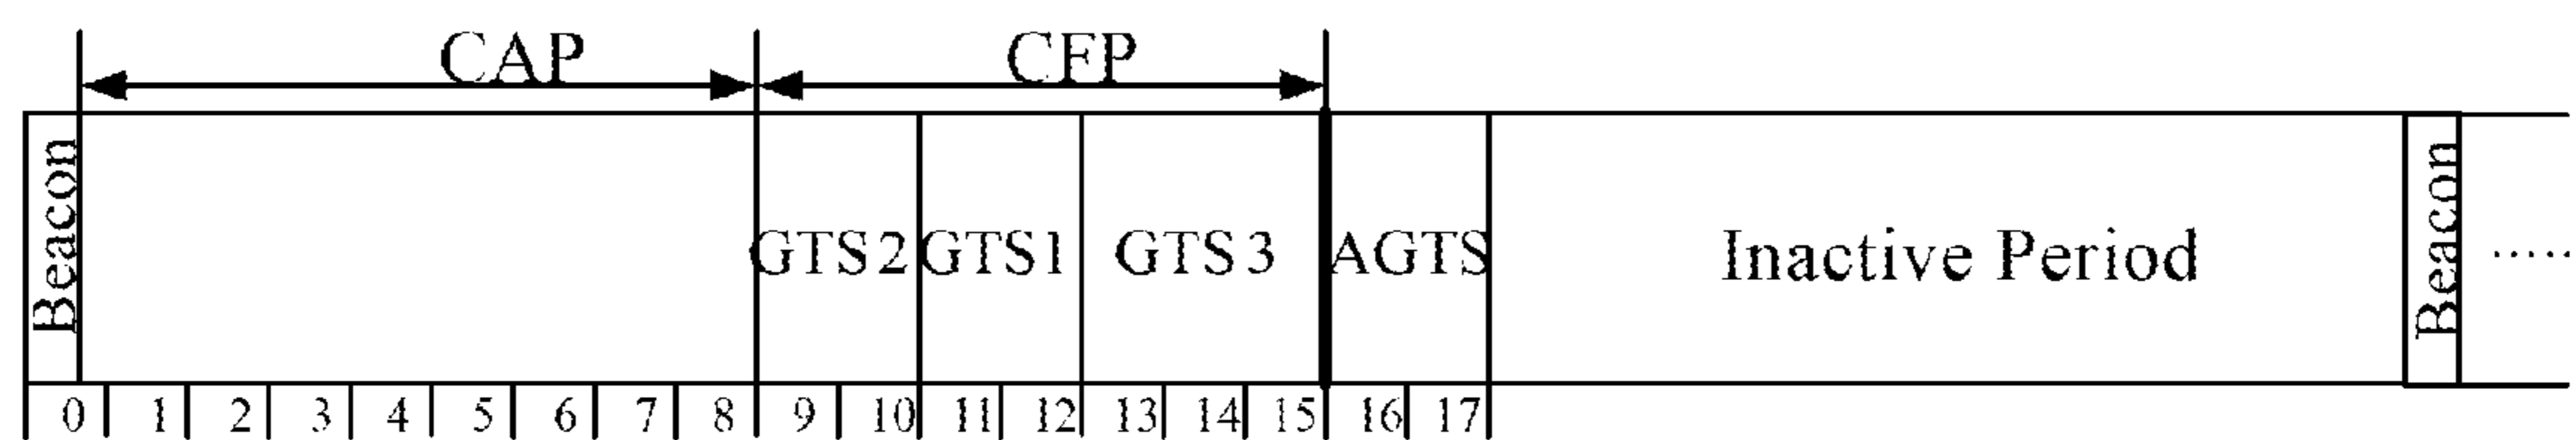 CAP CFP
Beacon GTS2 GTS1 GTS3 AGTS Inactive Period Beacon ·····
0 1 2 3 4 5 6 7 8 9 10 11 12 13 14 15 16 17